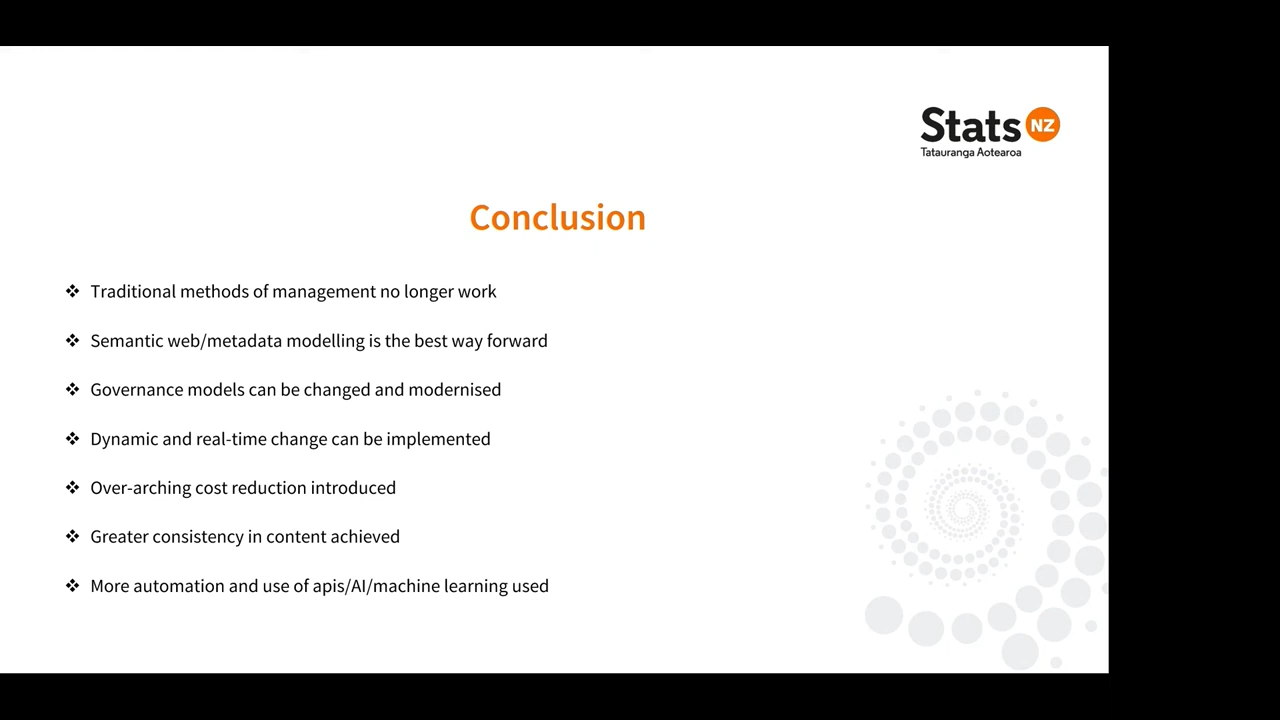 Stats NZ
Tatauranga Aotearoa
Conclusion
❖ Traditional methods of management no longer work
❖ Semantic web/metadata modelling is the best way forward
❖ Governance models can be changed and modernised
❖ Dynamic and real-time change can be implemented
❖ Over-arching cost reduction introduced
❖ Greater consistency in content achieved
❖ More automation and use of apis/AI/machine learning used